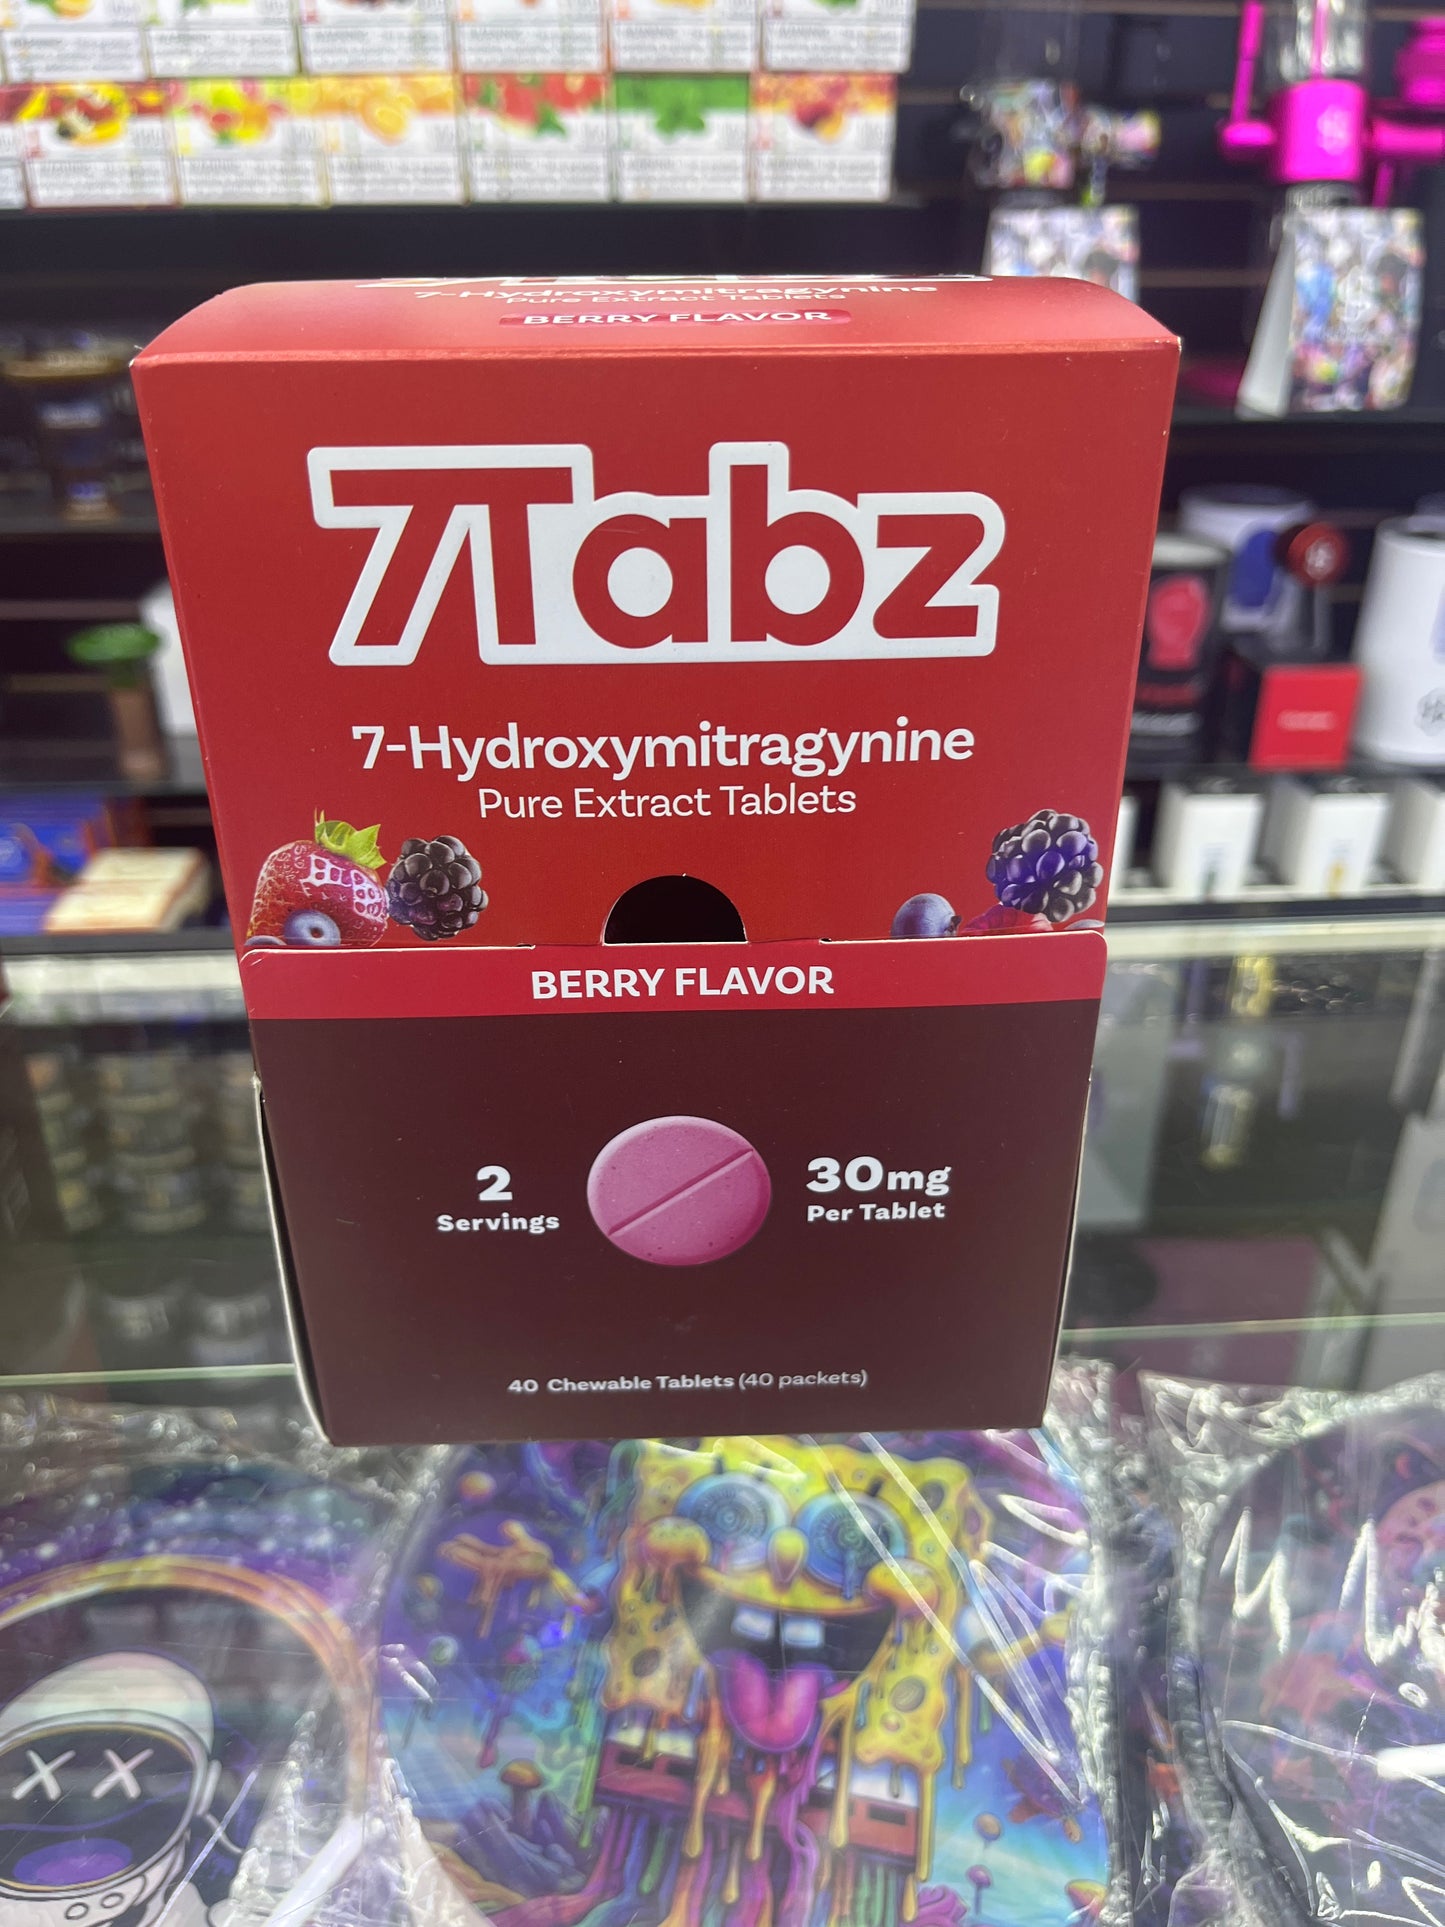 7-Hydroxymitragynine
Pure Extract Tablets
BERRY FLAVOR
7Tabz
7-Hydroxymitragynine
Pure Extract Tablets
BERRY FLAVOR
2
Servings
30mg
Per Tablet
40 Chewable Tablets (40 packets)